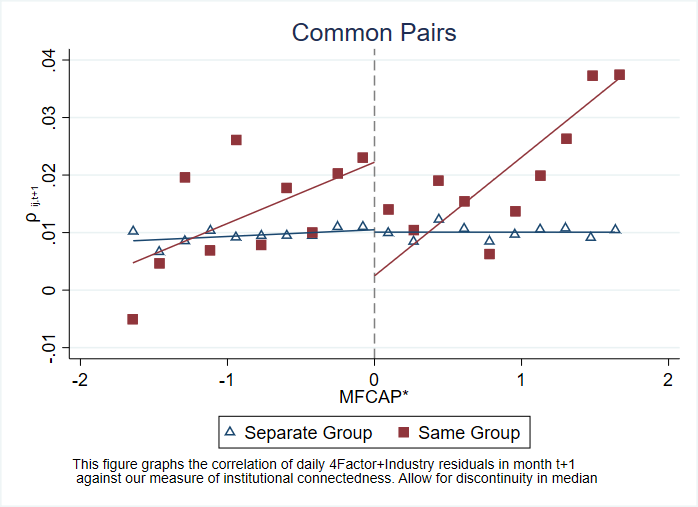 Common Pairs
.04
.03
.02
.01
0
-.01
ρ ij,t+1
-2 -1 0 1 2
MFCAP*
Separate Group Same Group
This figure graphs the correlation of daily 4Factor+Industry residuals in month t+1
against our measure of institutional connectedness. Allow for discontinuity in median